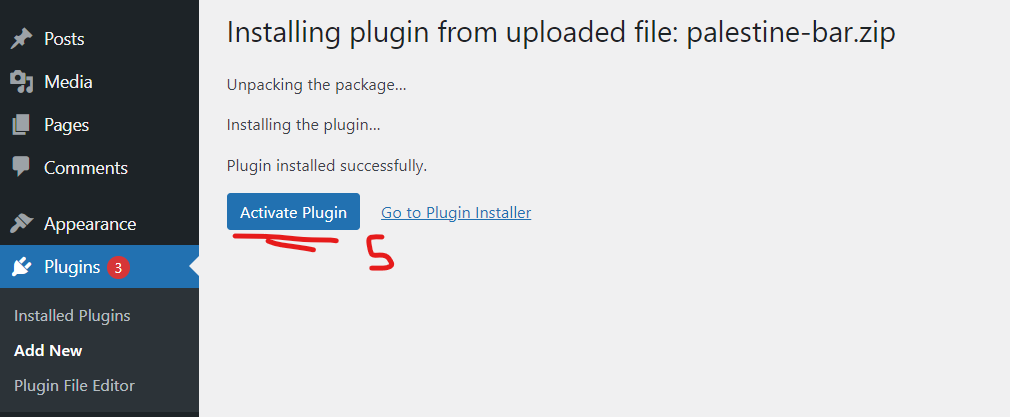 Posts
Media
Pages
Comments
Appearance
Plugins 3
Installed Plugins
Add New
Plugin File Editor
Installing plugin from uploaded file: palestine-bar.zip
Unpacking the package...
Installing the plugin...
Plugin installed successfully.
Activate Plugin Go to Plugin Installer
5